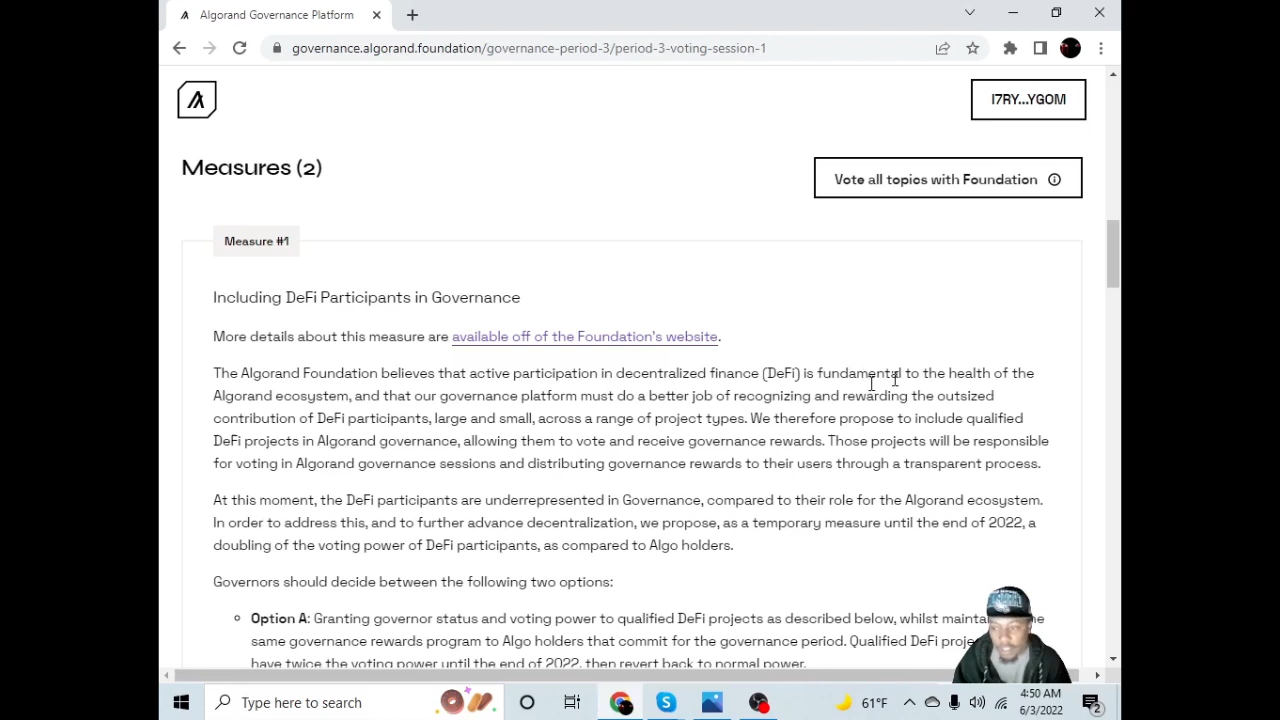 Algorand Governance Platform
governance.algorand.foundation/governance-period-3/period-3-voting-session-1
I7RY...YGOM
Measures (2)
Vote all topics with Foundation
Measure #1
Including DeFi Participants in Governance
More details about this measure are available off of the Foundation's website.
The Algorand Foundation believes that active participation in decentralized finance (DeFi) is fundamental to the health of the
Algorand ecosystem, and that our governance platform must do a better job of recognizing and rewarding the outsized
contribution of DeFi participants, large and small, across a range of project types. We therefore propose to include qualified
DeFi projects in Algorand governance, allowing them to vote and receive governance rewards. Those projects will be responsible
for voting in Algorand governance sessions and distributing governance rewards to their users through a transparent process.
At this moment, the DeFi participants are underrepresented in Governance, compared to their role for the Algorand ecosystem.
In order to address this, and to further advance decentralization, we propose, as a temporary measure until the end of 2022, a
doubling of the voting power of DeFi participants, as compared to Algo holders.
Governors should decide between the following two options:
Option A: Granting governor status and voting power to qualified DeFi projects as described below, whilst
same governance rewards program to Algo holders that commit for the governance period. Qualified DeFi
have twice the voting power until the end of 2022, then revert back to normal power.
Type here to search
61°F
4:50 AM
6/3/2022
2